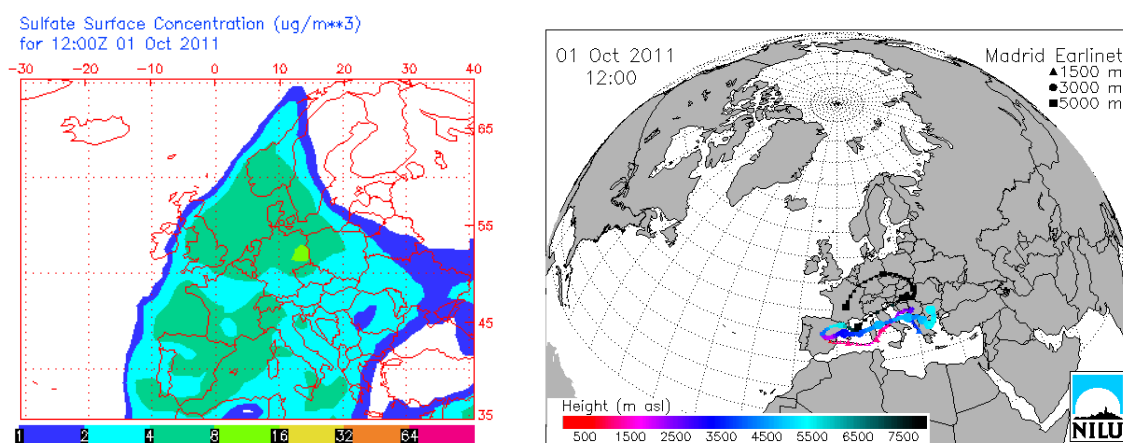 Sulfate Surface Concentration (ug/m**3)
for 12:00Z 01 Oct 2011
-30 -20 -10 0 10 20 30 40
65
55
45
35
1 2 4 8 16 32 64
01 Oct 2011
12:00
Madrid Earlinet
▲ 1500 m
● 3000 m
■ 5000 m
Height (m asl)
500 1500 2500 3500 4500 5500 6500 7500
NILU